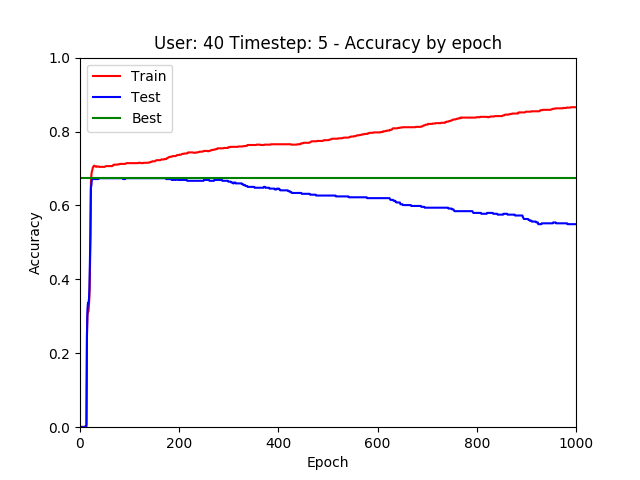 User: 40 Timestep: 5 - Accuracy by epoch
1.0
0.8
0.6
0.4
0.2
0.0
Accuracy
Train
Test
Best
0 200 400 600 800 1000
Epoch